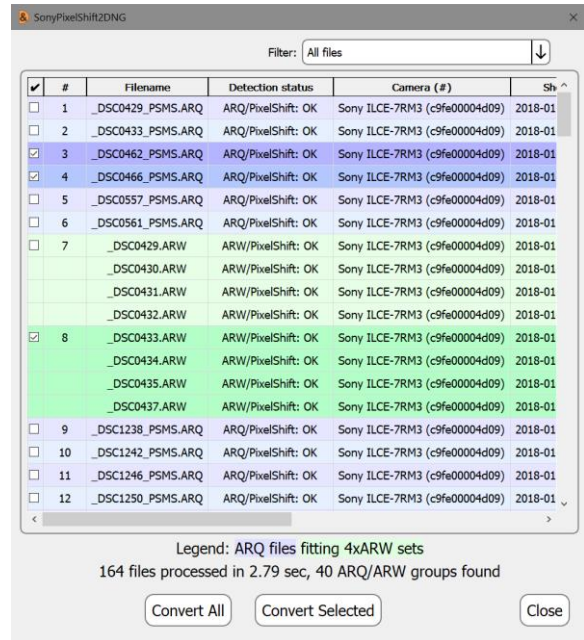 SonyPixelShift2DNG
Filter: All files
# Filename Detection status Camera (#)
1 _DSC0429_PSMS.ARQ ARQ/PixelShift: OK Sony ILCE-7RM3 (c9fe00004d09) 2018-01
2 _DSC0433_PSMS.ARQ ARQ/PixelShift: OK Sony ILCE-7RM3 (c9fe00004d09) 2018-01
3 _DSC0462_PSMS.ARQ ARQ/PixelShift: OK Sony ILCE-7RM3 (c9fe00004d09) 2018-01
4 _DSC0466_PSMS.ARQ ARQ/PixelShift: OK Sony ILCE-7RM3 (c9fe00004d09) 2018-01
5 _DSC0557_PSMS.ARQ ARQ/PixelShift: OK Sony ILCE-7RM3 (c9fe00004d09) 2018-01
6 _DSC0561_PSMS.ARQ ARQ/PixelShift: OK Sony ILCE-7RM3 (c9fe00004d09) 2018-01
7 _DSC0429.ARW ARW/PixelShift: OK Sony ILCE-7RM3 (c9fe00004d09) 2018-01
_DSC0430.ARW ARW/PixelShift: OK Sony ILCE-7RM3 (c9fe00004d09) 2018-01
_DSC0431.ARW ARW/PixelShift: OK Sony ILCE-7RM3 (c9fe00004d09) 2018-01
_DSC0432.ARW ARW/PixelShift: OK Sony ILCE-7RM3 (c9fe00004d09) 2018-01
8 _DSC0433.ARW ARW/PixelShift: OK Sony ILCE-7RM3 (c9fe00004d09) 2018-01
_DSC0434.ARW ARW/PixelShift: OK Sony ILCE-7RM3 (c9fe00004d09) 2018-01
_DSC0435.ARW ARW/PixelShift: OK Sony ILCE-7RM3 (c9fe00004d09) 2018-01
_DSC0437.ARW ARW/PixelShift: OK Sony ILCE-7RM3 (c9fe00004d09) 2018-01
9 _DSC1238_PSMS.ARQ ARQ/PixelShift: OK Sony ILCE-7RM3 (c9fe00004d09) 2018-01
10 _DSC1242_PSMS.ARQ ARQ/PixelShift: OK Sony ILCE-7RM3 (c9fe00004d09) 2018-01
11 _DSC1246_PSMS.ARQ ARQ/PixelShift: OK Sony ILCE-7RM3 (c9fe00004d09) 2018-01
12 _DSC1250_PSMS.ARQ ARQ/PixelShift: OK Sony ILCE-7RM3 (c9fe00004d09) 2018-01
Legend: ARQ files fitting 4xARW sets
164 files processed in 2.79 sec, 40 ARQ/ARW groups found
Convert All Convert Selected Close